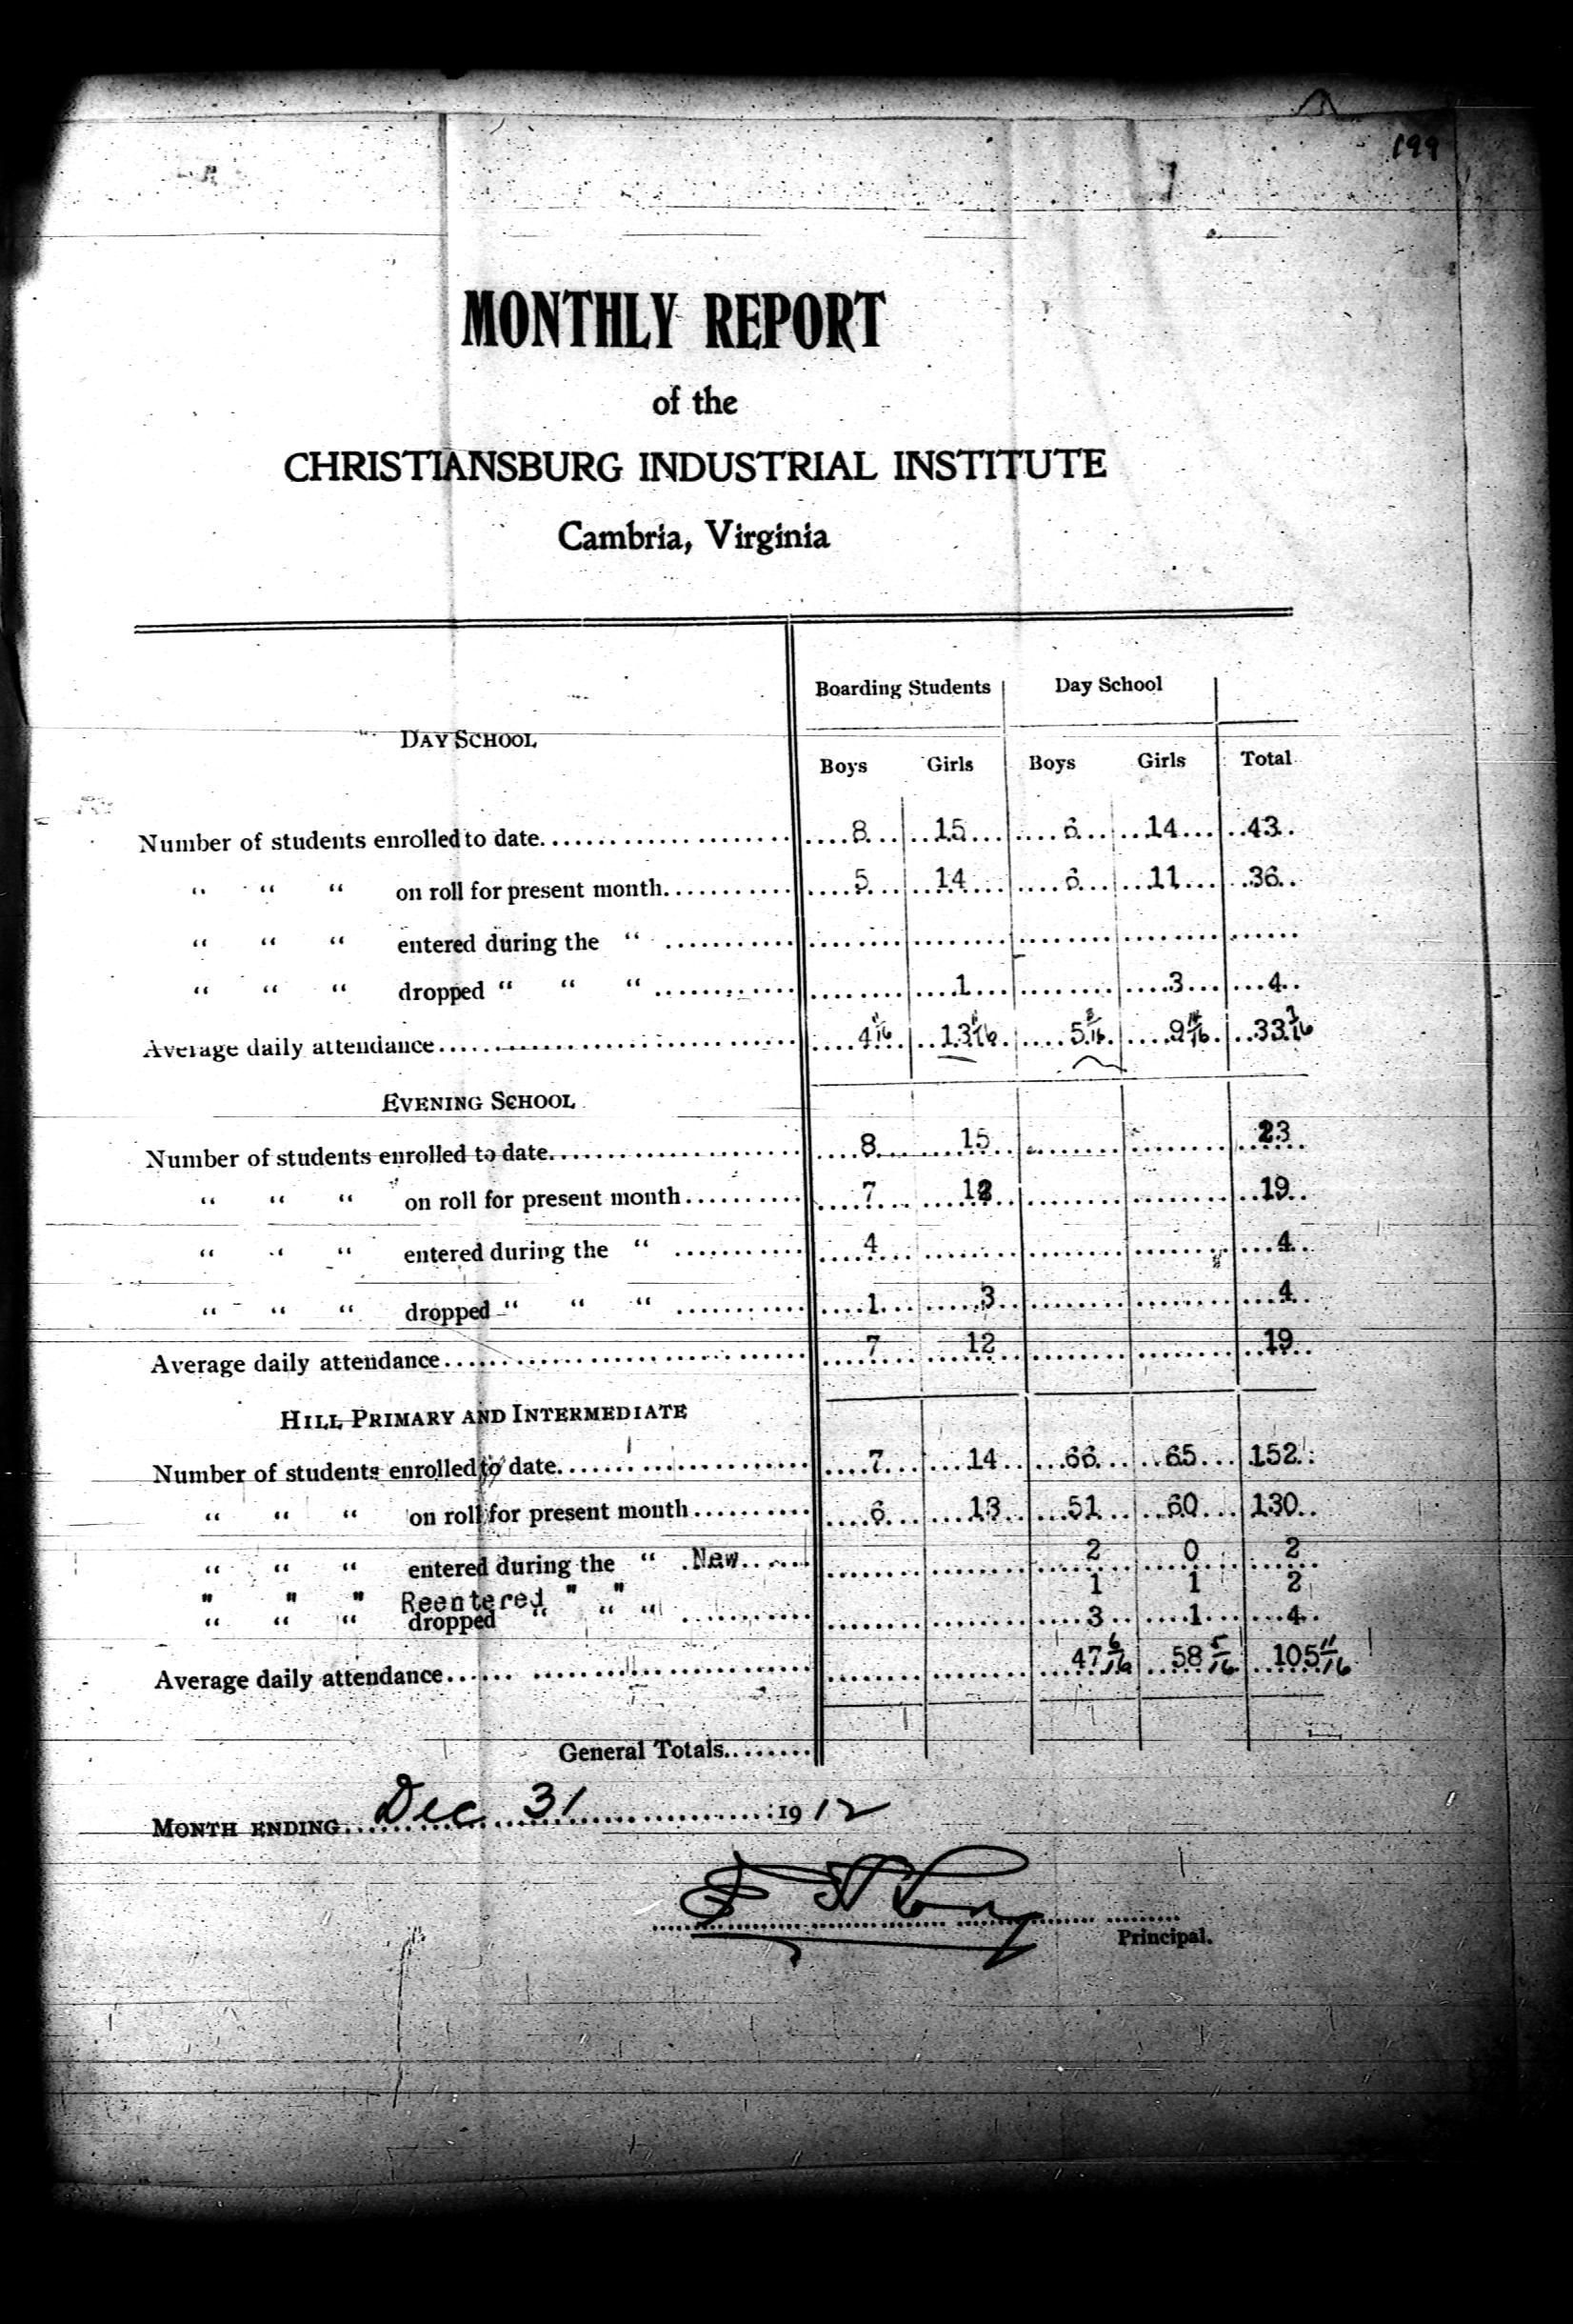 199
MONTHLY REPORT
of the
CHRISTIANSBURG INDUSTRIAL INSTITUTE
Cambria, Virginia
Boarding Students Day School
DAY SCHOOL
Boys Girls Boys Girls Total
Number of students enrolled to date 8 15 6 14 43
" " " on roll for present month 5 14 6 11 36
" " " entered during the "
" " " dropped " " " 1 3 4
Average daily attendance 4 13 5 9 33
EVENING SCHOOL
Number of students enrolled to date 8 15 23
" " " on roll for present month 7 12 19
" " " entered during the " 4 4
" " " dropped " " " 1 3 4
Average daily attendance 7 12 19
HILL PRIMARY AND INTERMEDIATE
Number of students enrolled to date 7 14 66 65 152
" " " on roll for present month 6 13 51 60 130
" " " entered during the " New 2 0 2
" " " Reentered " " 1 1 2
" " " dropped " " " 3 1 4
Average daily attendance 47 6/16 58 5/16 105 11/16
General Totals
MONTH ENDING Dec 31 1912
Principal.